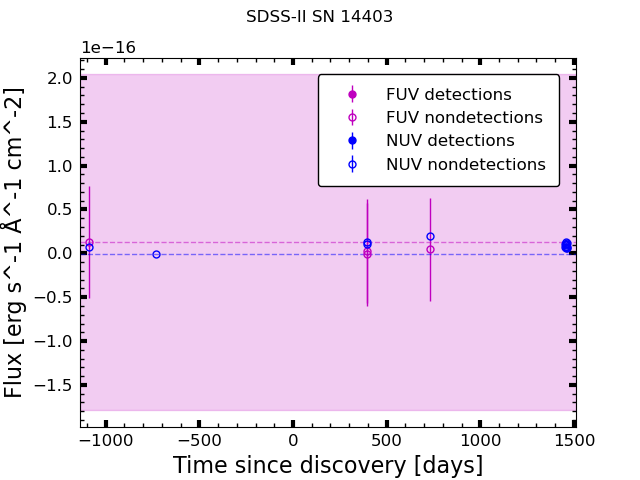 SDSS-II SN 14403
1e−16
2.0
1.5
1.0
0.5
0.0
−0.5
−1.0
−1.5
Flux [erg s^-1 Å^-1 cm^-2]
FUV detections
FUV nondetections
NUV detections
NUV nondetections
−1000 −500 0 500 1000 1500
Time since discovery [days]